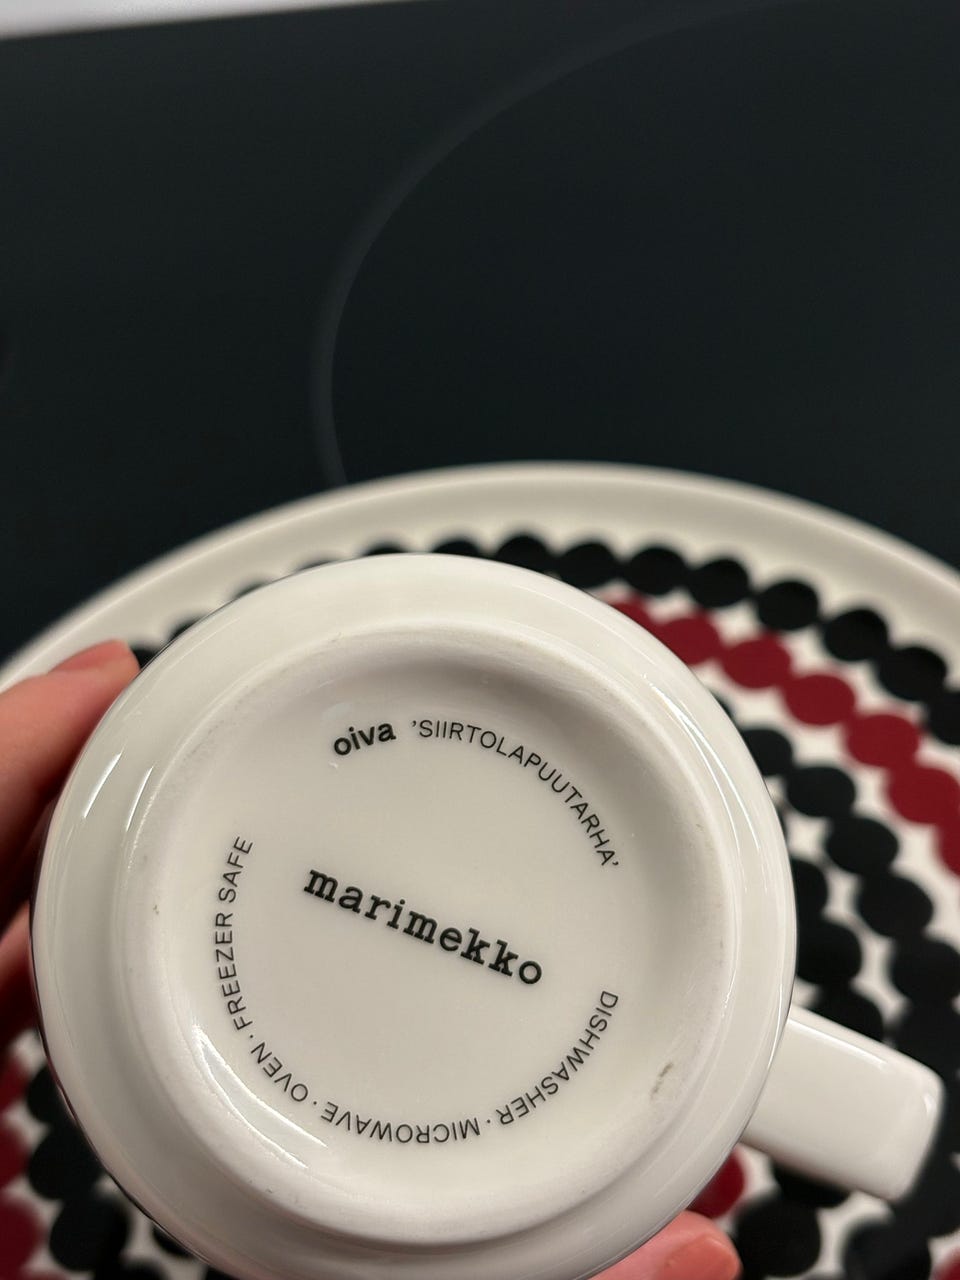 oiva 'SIIRTOLAPUUTARHA'
marimekko
DISHWASHER · MICROWAVE · OVEN · FREEZER SAFE